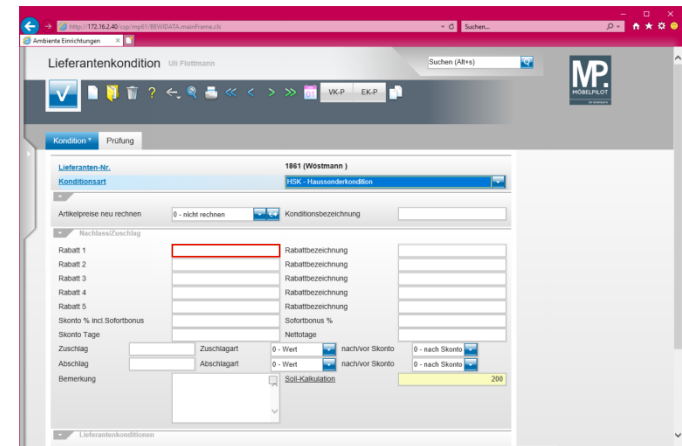 http://172.16.2.40/csp/mp61/BEWIDATA.mainFrame.cls
Suchen...
Ambiente Einrichtungen
Lieferantenkondition Uli Flottmann
Suchen (Alt+s)
MP.
MÖBELPILOT
VK-P EK-P
Kondition * Prüfung
Lieferanten-Nr. 1861 (Wöstmann )
Konditionsart HSK - Haussonderkondition
Artikelpreise neu rechnen 0 - nicht rechnen Konditionsbezeichnung
Nachlass/Zuschlag
Rabatt 1 Rabattbezeichnung
Rabatt 2 Rabattbezeichnung
Rabatt 3 Rabattbezeichnung
Rabatt 4 Rabattbezeichnung
Rabatt 5 Rabattbezeichnung
Skonto % incl.Sofortbonus Sofortbonus %
Skonto Tage Nettotage
Zuschlag Zuschlagart 0 - Wert nach/vor Skonto 0 - nach Skonto
Abschlag Abschlagart 0 - Wert nach/vor Skonto 0 - nach Skonto
Bemerkung Soll-Kalkulation 200
Lieferantenkonditionen